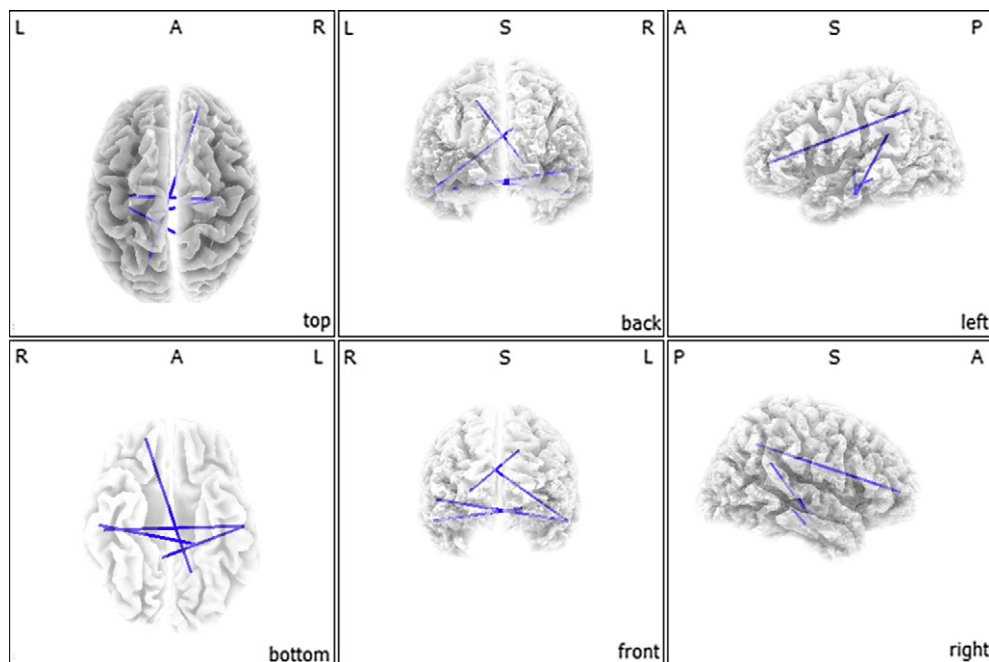 L A R
top
L S R
back
A S P
left
R A L
bottom
R S L
front
P S A
right